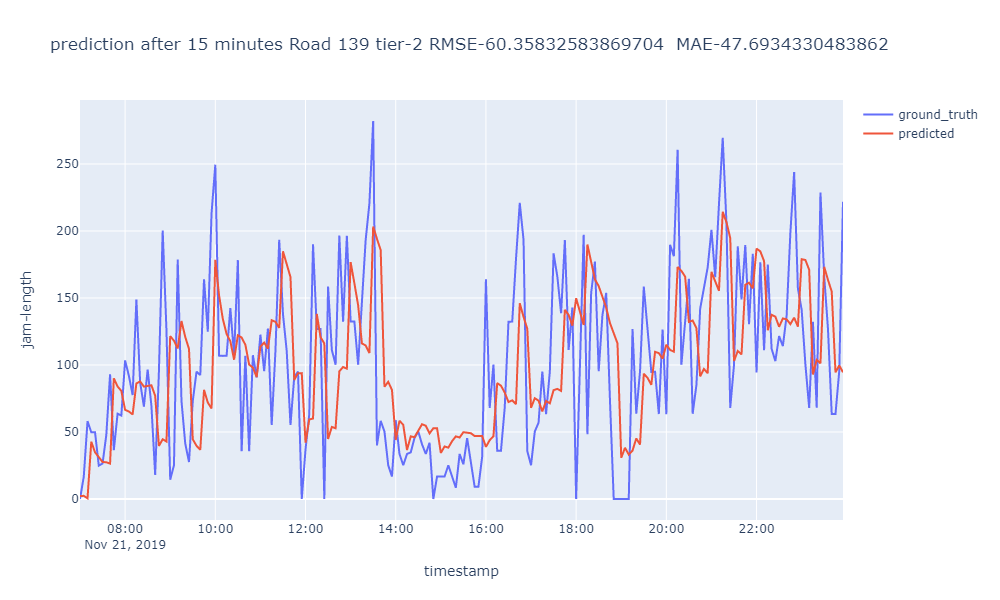 prediction after 15 minutes Road 139 tier-2 RMSE-60.35832583869704  MAE-47.6934330483862
ground_truth
predicted
jam-length
250
200
150
100
50
0
08:00 10:00 12:00 14:00 16:00 18:00 20:00 22:00
Nov 21, 2019
timestamp